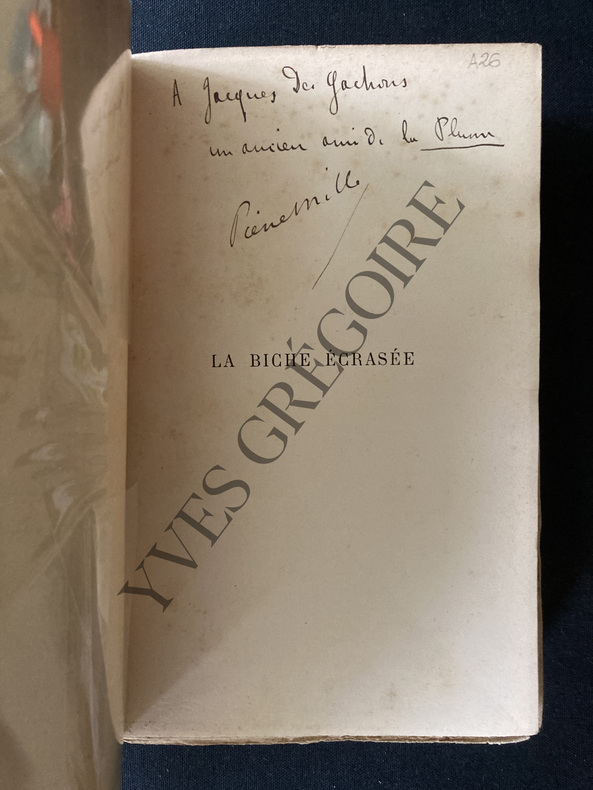 A26
A Jacques Des Gachons
un ancien ami de la Plume
Pierre Mille
LA BICHE ÉCRASÉE
YVES GRÉGOIRE